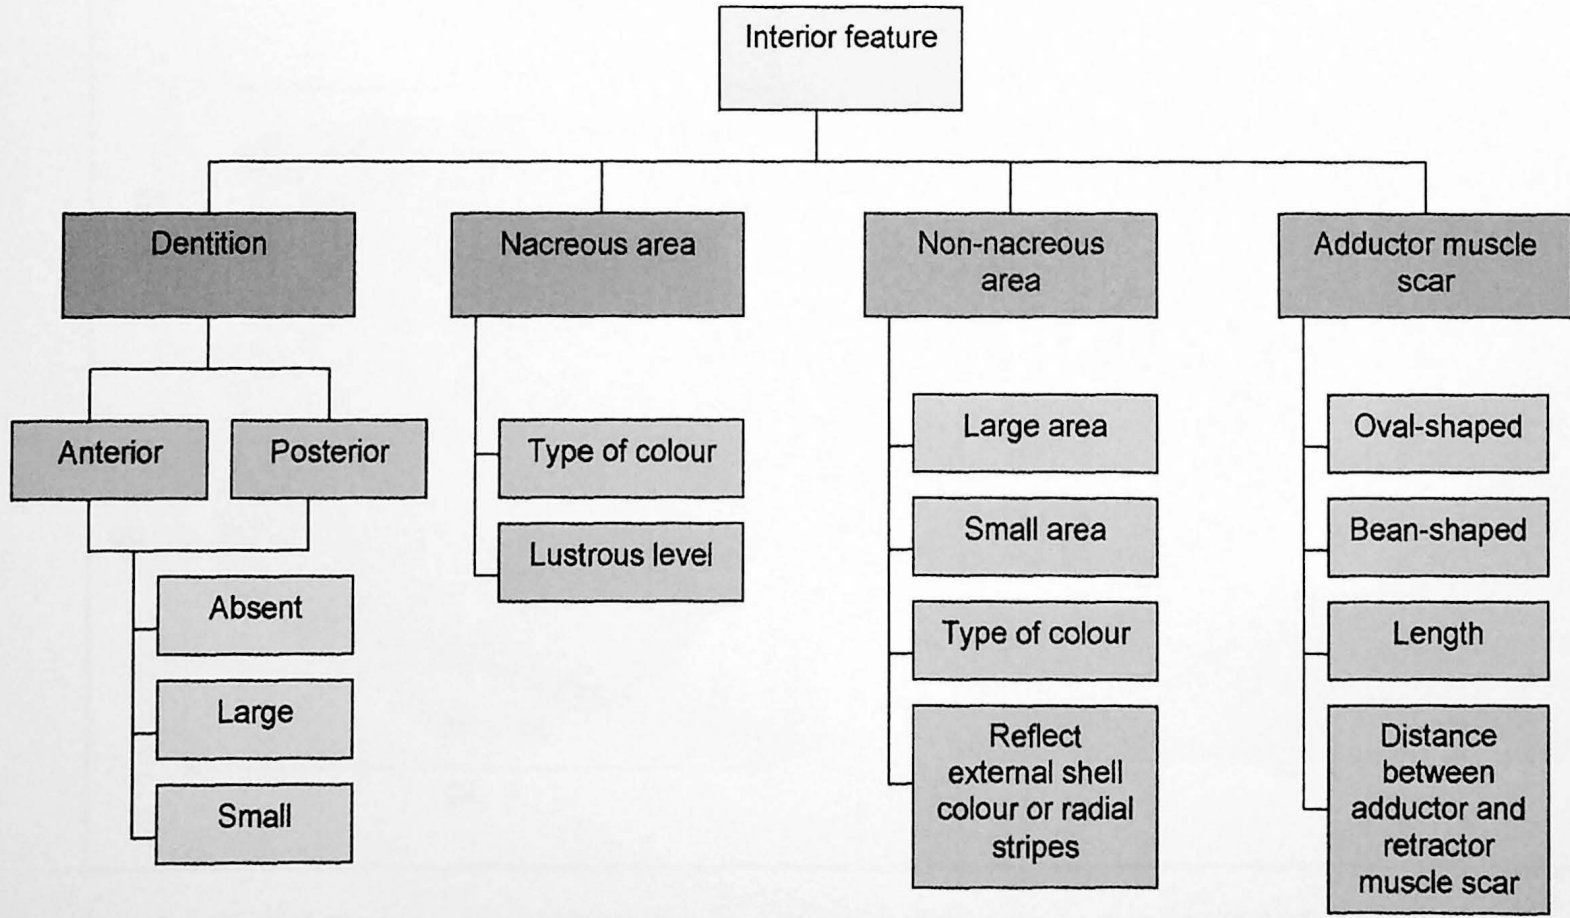 Interior feature
Dentition
Nacreous area
Non-nacreous
area
Adductor muscle
scar
Anterior
Posterior
Absent
Large
Small
Type of colour
Lustrous level
Large area
Small area
Type of colour
Reflect
external shell
colour or radial
stripes
Oval-shaped
Bean-shaped
Length
Distance
between
adductor and
retractor
muscle scar